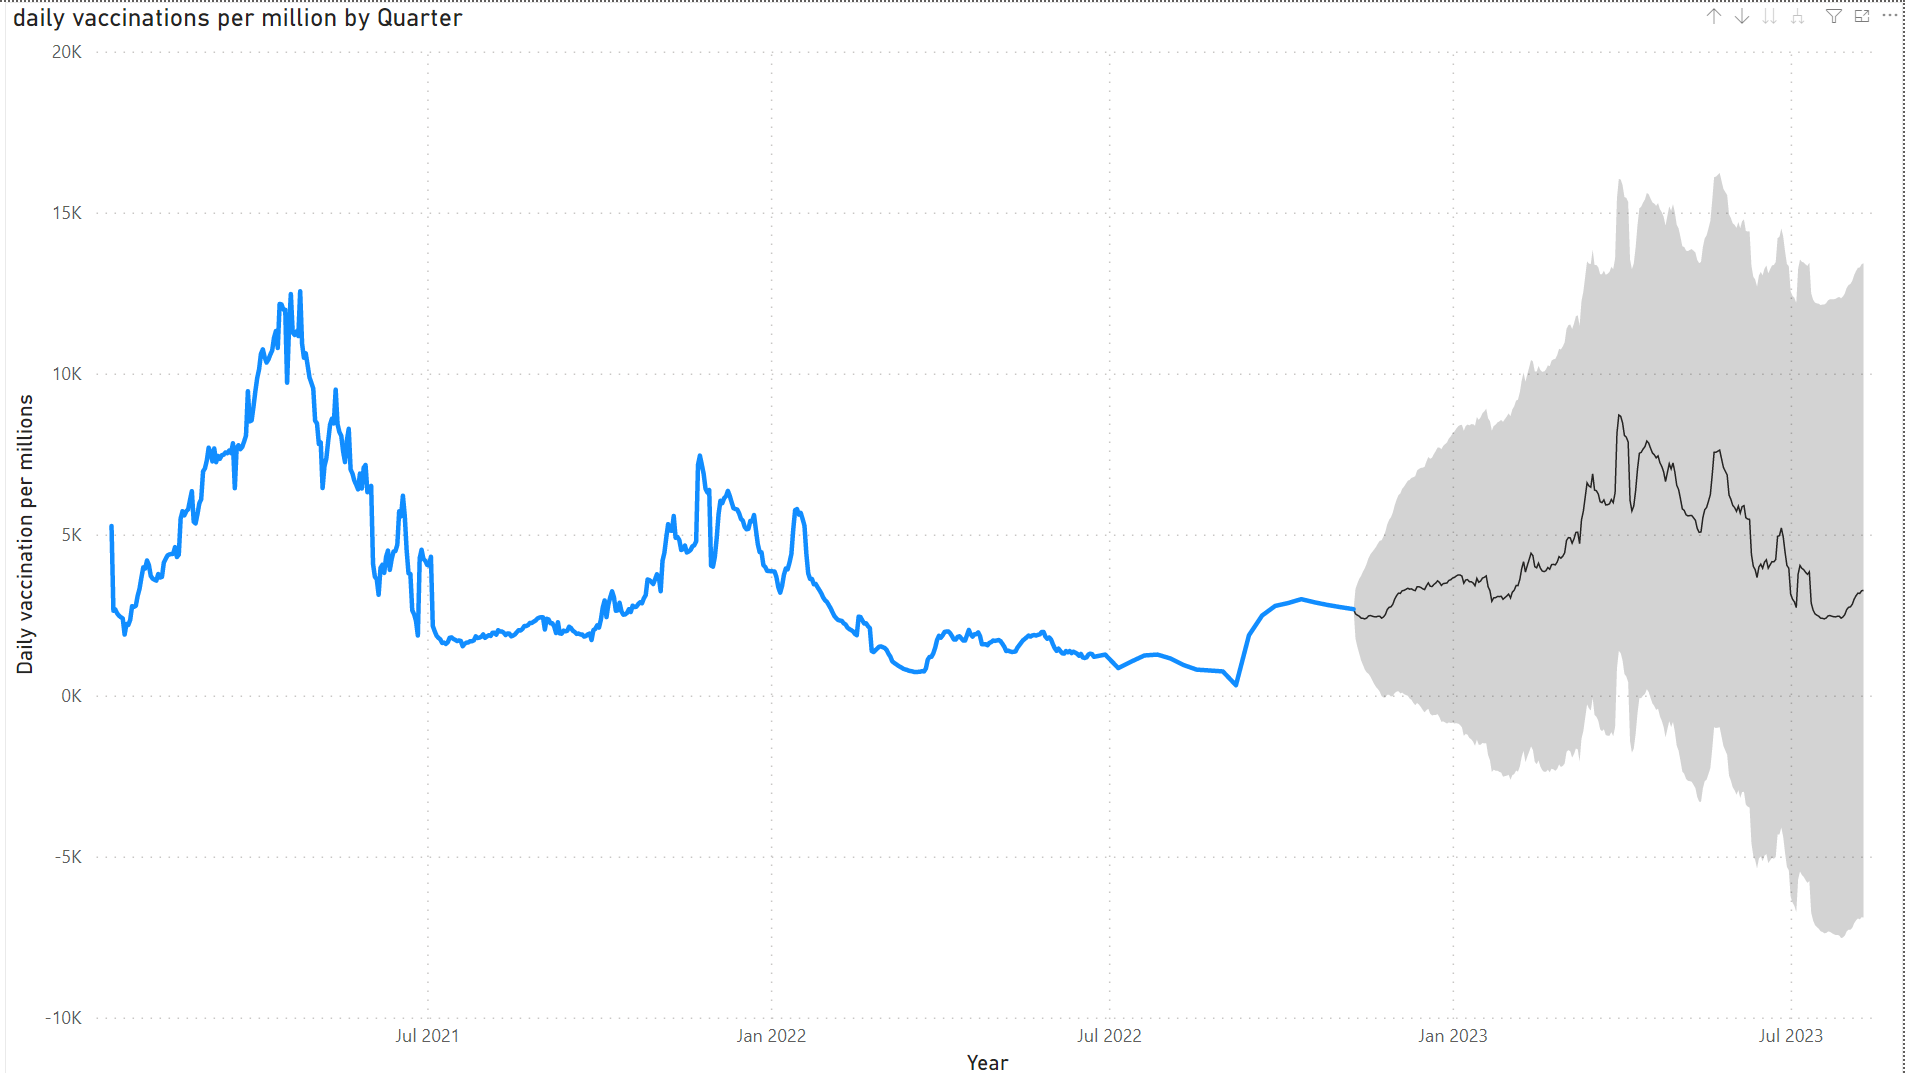 daily vaccinations per million by Quarter
20K
15K
10K
5K
0K
-5K
-10K
Daily vaccination per millions
Jul 2021 Jan 2022 Jul 2022 Jan 2023 Jul 2023
Year